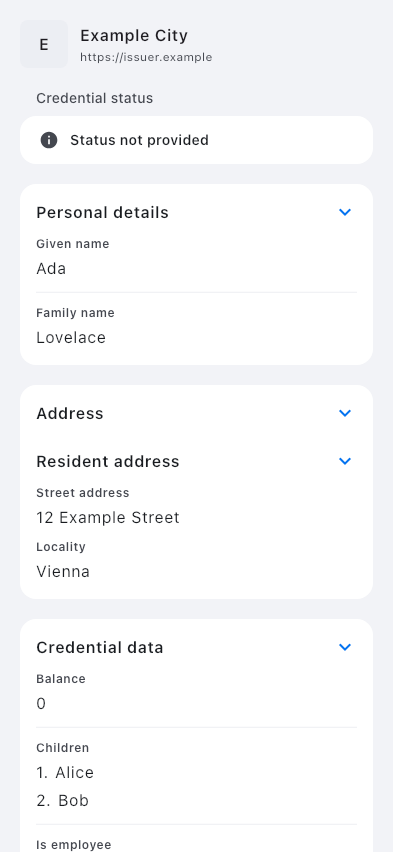 E
Example City
https://issuer.example
Credential status
Status not provided
Personal details
Given name
Ada
Family name
Lovelace
Address
Resident address
Street address
12 Example Street
Locality
Vienna
Credential data
Balance
0
Children
1. Alice
2. Bob
Is employee